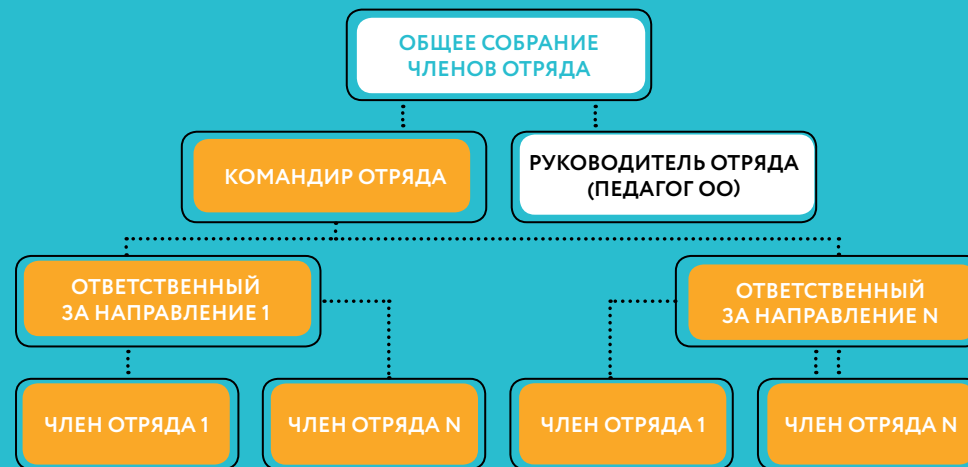 ОБЩЕЕ СОБРАНИЕ
ЧЛЕНОВ ОТРЯДА
КОМАНДИР ОТРЯДА
РУКОВОДИТЕЛЬ ОТРЯДА
(ПЕДАГОГ ОО)
ОТВЕТСТВЕННЫЙ
ЗА НАПРАВЛЕНИЕ 1
ОТВЕТСТВЕННЫЙ
ЗА НАПРАВЛЕНИЕ N
ЧЛЕН ОТРЯДА 1
ЧЛЕН ОТРЯДА N
ЧЛЕН ОТРЯДА 1
ЧЛЕН ОТРЯДА N